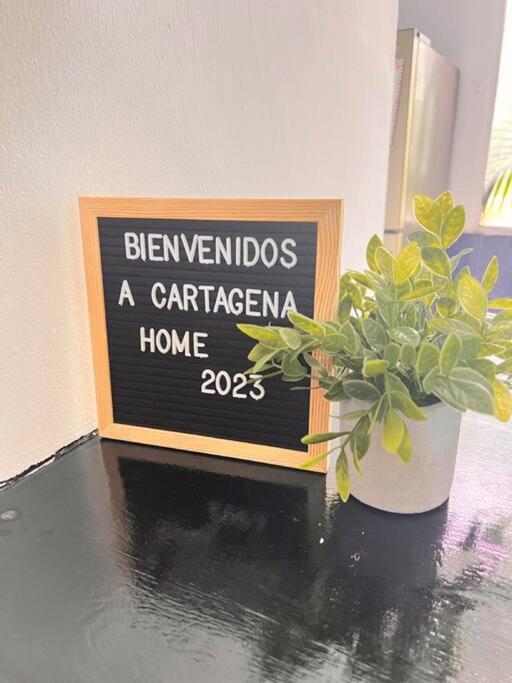 BIENVENIDOS
A CARTAGENA
HOME
2023